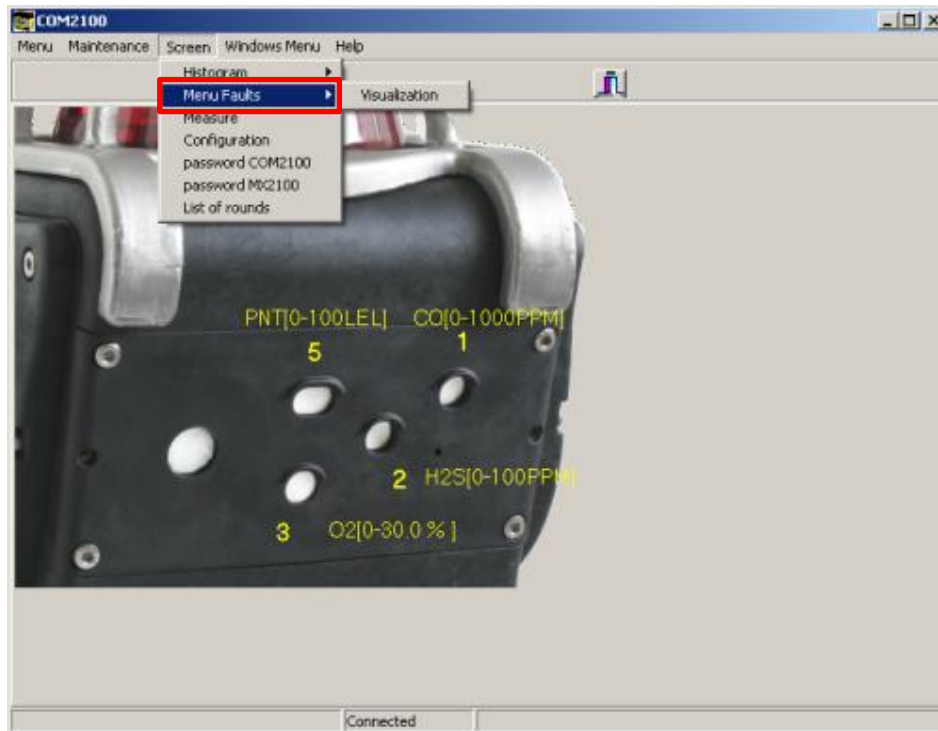 COM2100
Menu Maintenance Screen Windows Menu Help
Histogram
Menu Faults Visualization
Measure
Configuration
password COM2100
password MX2100
List of rounds
PNT[0-100LEL] CO[0-1000PPM]
5 1
2 H2S[0-100PPM]
3 O2[0-30.0 % ]
Connected